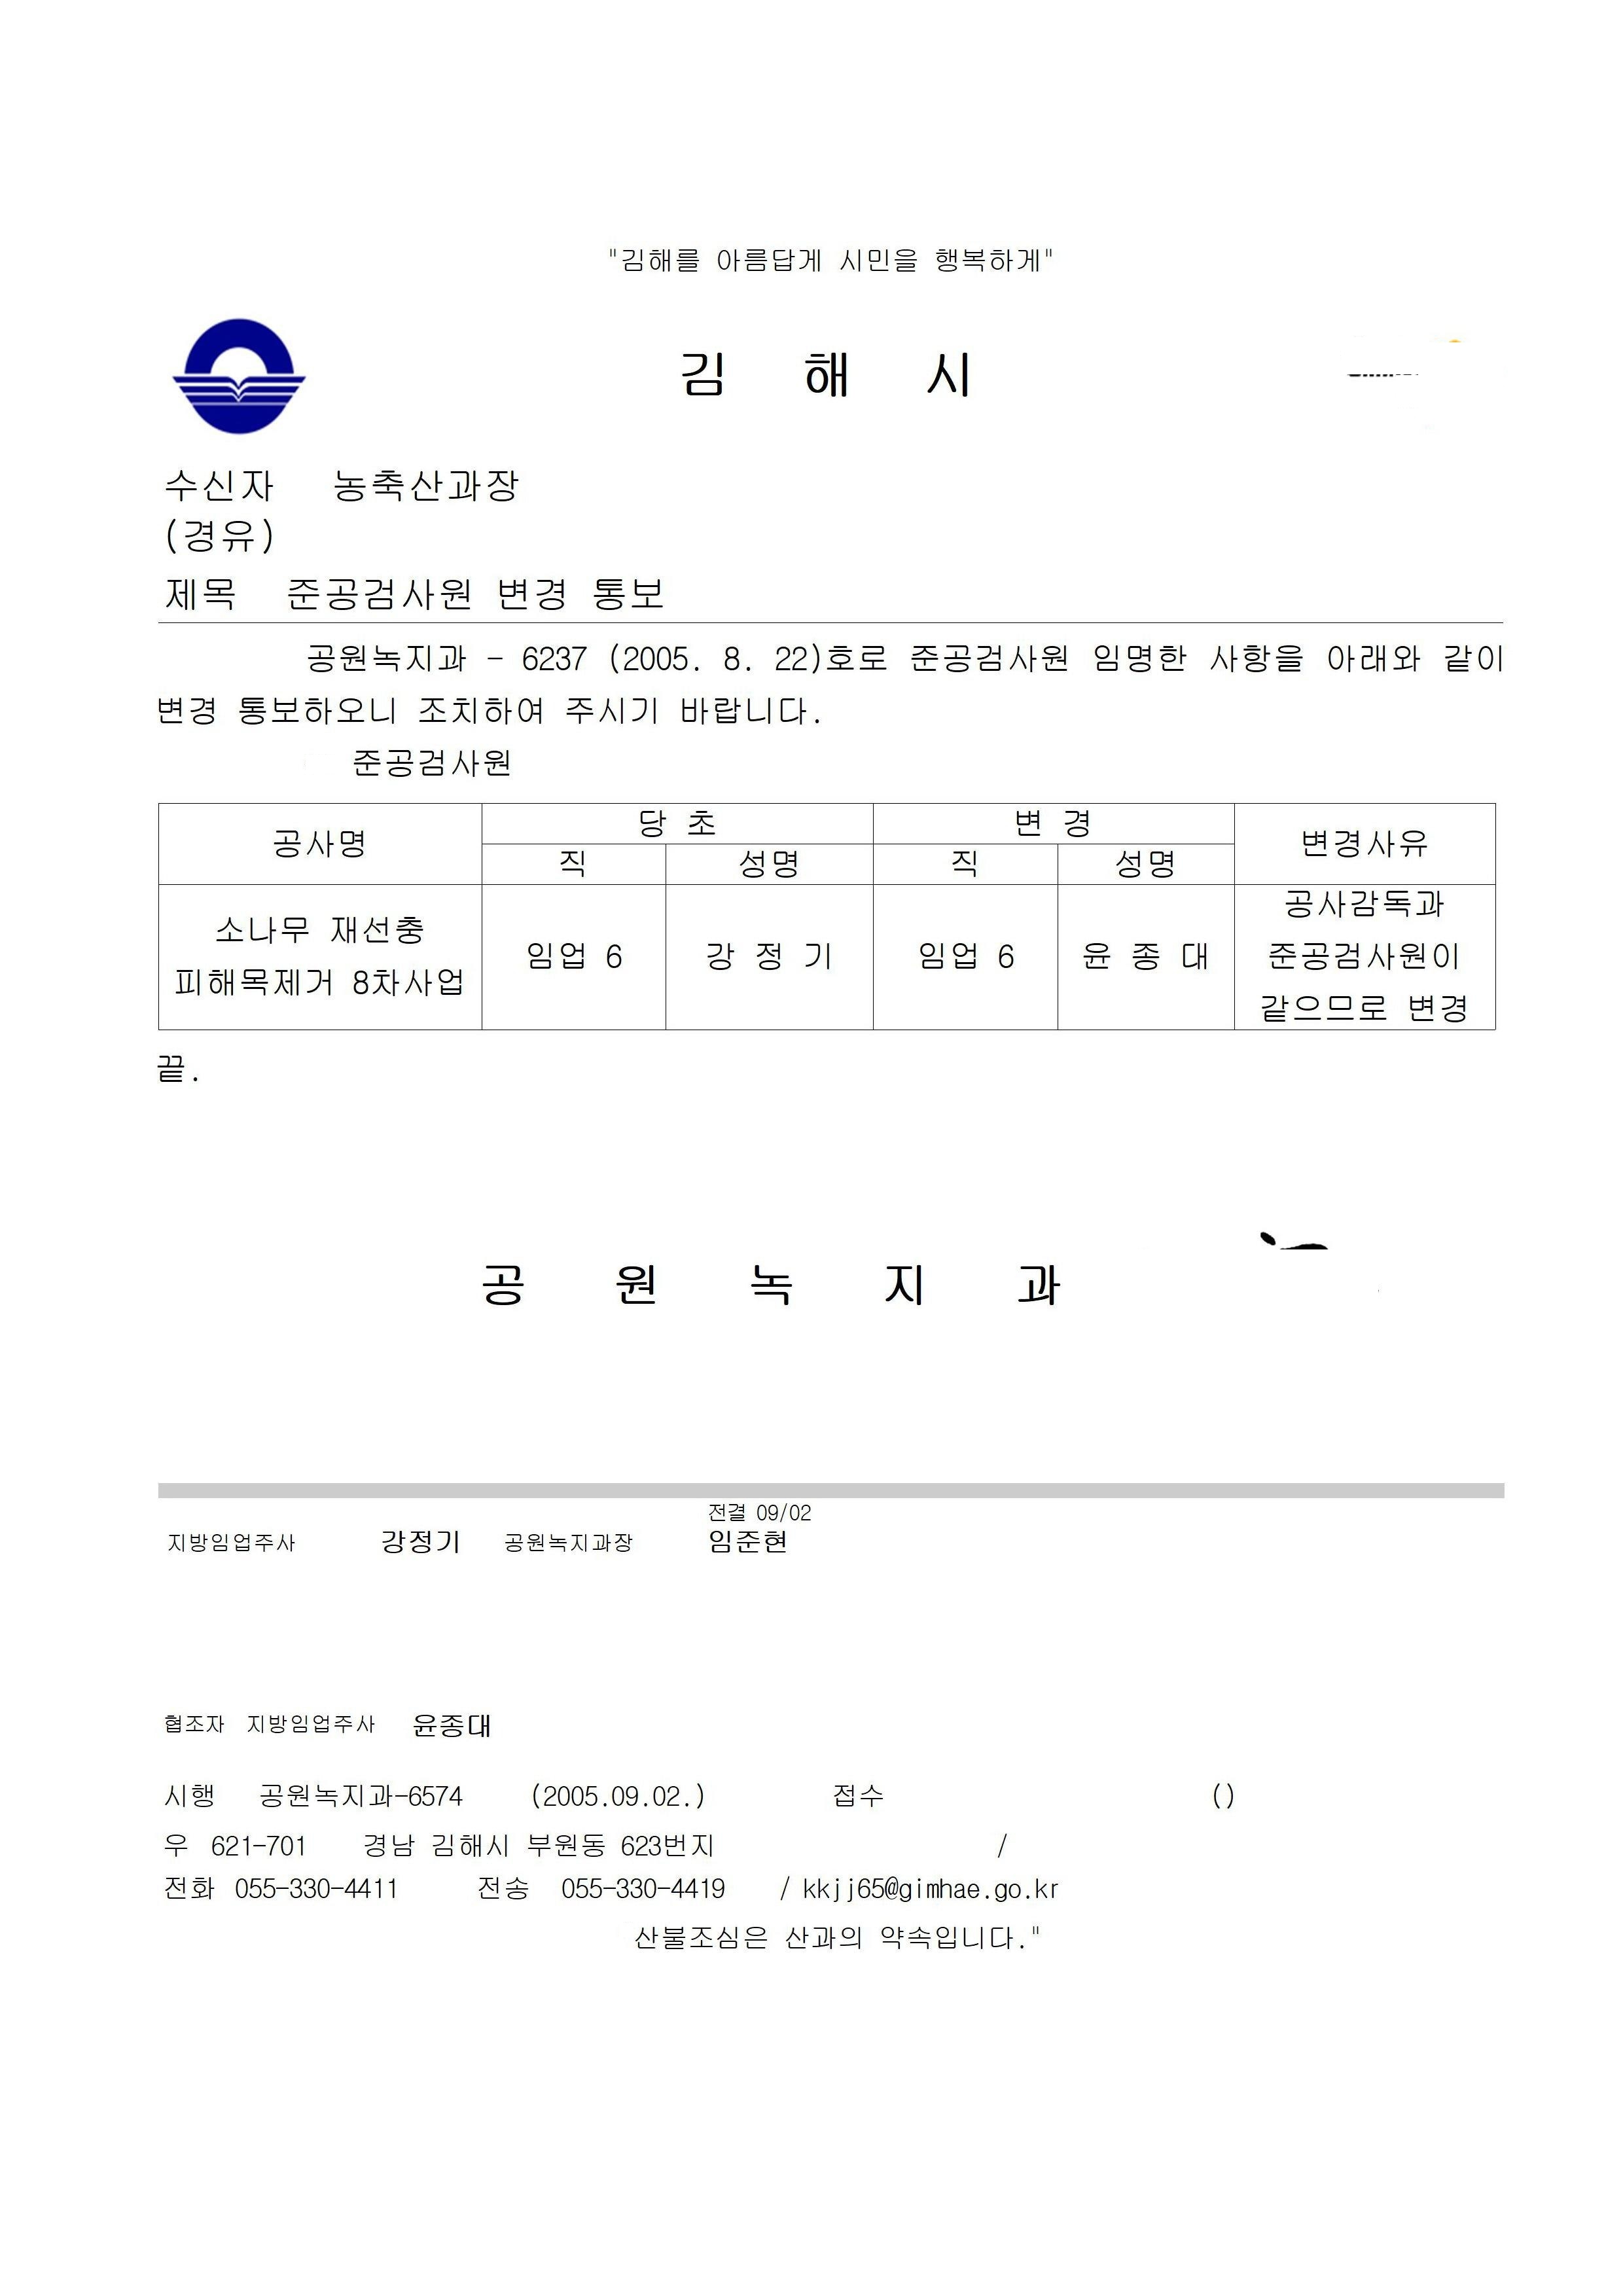 "김해를 아름답게 시민을 행복하게"
김 해 시
수신자 농축산과장
(경유)
제목 준공검사원 변경 통보
공원녹지과 - 6237 (2005. 8. 22)호로 준공검사원 임명한 사항을 아래와 같이
변경 통보하오니 조치하여 주시기 바랍니다.
준공검사원
공사명 당 초 변 경 변경사유
직 성명 직 성명
소나무 재선충 피해목제거 8차사업 임업 6 강 정 기 임업 6 윤 종 대 공사감독과 준공검사원이 같으므로 변경
끝.
공 원 녹 지 과
전결 09/02
지방임업주사 강정기 공원녹지과장 임준현
협조자 지방임업주사 윤종대
시행 공원녹지과-6574 (2005.09.02.) 접수 ()
우 621-701 경남 김해시 부원동 623번지 /
전화 055-330-4411 전송 055-330-4419 / kkjj65@gimhae.go.kr
산불조심은 산과의 약속입니다."